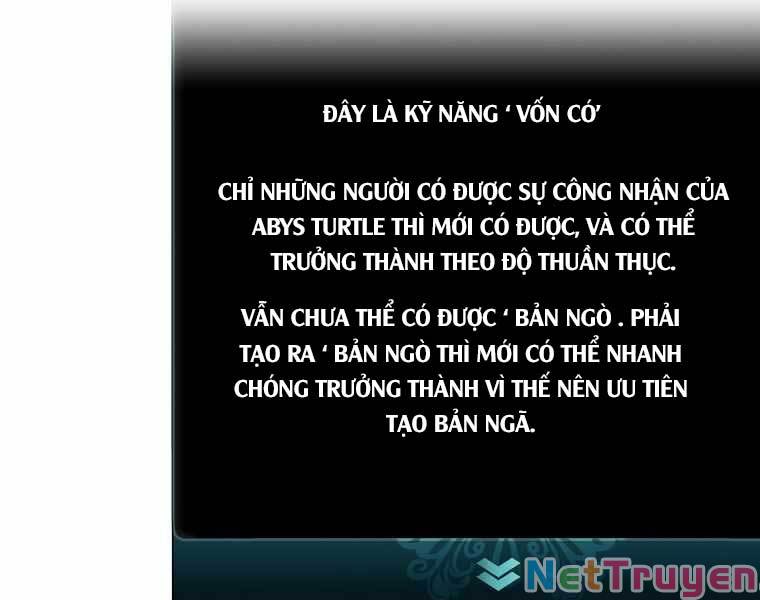 ĐÂY LÀ KỸ NĂNG ‘ VỐN CỚ’
CHỈ NHỮNG NGƯỜI CÓ ĐƯỢC SỰ CÔNG NHẬN CỦA
ABYS TURTLE THÌ MỚI CÓ ĐƯỢC, VÀ CÓ THỂ
TRƯỞNG THÀNH THEO ĐỘ THUẦN THỤC.
VẪN CHƯA THỂ CÓ ĐƯỢC ‘ BẢN NGÒ . PHẢI
TẠO RA ‘ BẢN NGÒ THÌ MỚI CÓ THỂ NHANH
CHÓNG TRƯỞNG THÀNH VÌ THẾ NÊN ƯU TIÊN
TẠO BẢN NGÃ.
NETTRUYEN